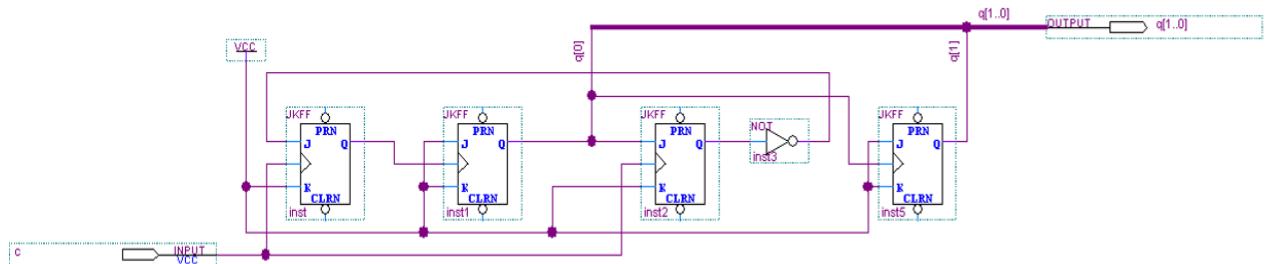 q[1..0]
OUTPUT
q[1..0]
q[0]
q[1]
VCC
JKFF
PRN
J
Q
K
CLRN
inst
JKFF
PRN
J
Q
K
CLRN
inst1
JKFF
PRN
J
Q
K
CLRN
inst2
NOT
inst3
JKFF
PRN
J
Q
K
CLRN
inst5
c
INPUT
VCC